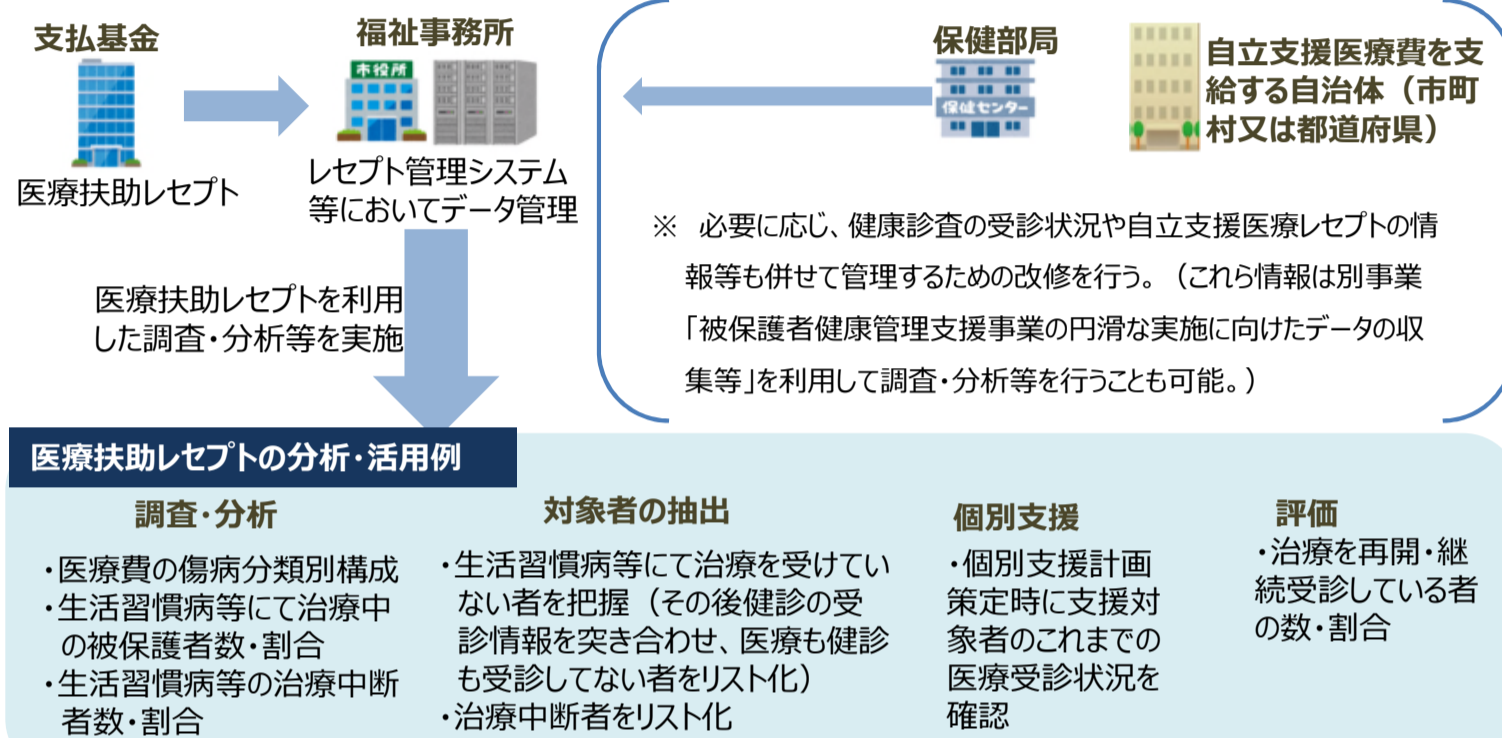 支払基金
医療扶助レセプト
福祉事務所
市役所
レセプト管理システム
等においてデータ管理
保健部局
保健センター
自立支援医療費を支
給する自治体（市町
村又は都道府県）
※　必要に応じ、健康診査の受診状況や自立支援医療レセプトの情
報等も併せて管理するための改修を行う。（これら情報は別事業
「被保護者健康管理支援事業の円滑な実施に向けたデータの収
集等」を利用して調査・分析等を行うことも可能。）
医療扶助レセプトを利用
した調査・分析等を実施
医療扶助レセプトの分析・活用例
調査・分析
・医療費の傷病分類別構成
・生活習慣病等にて治療中
の被保護者数・割合
・生活習慣病等の治療中断
者数・割合
対象者の抽出
・生活習慣病等にて治療を受けてい
ない者を把握（その後健診の受
診情報を突き合わせ、医療も健診
も受診してない者をリスト化）
・治療中断者をリスト化
個別支援
・個別支援計画
策定時に支援対
象者のこれまでの
医療受診状況を
確認
評価
・治療を再開・継
続受診している者
の数・割合